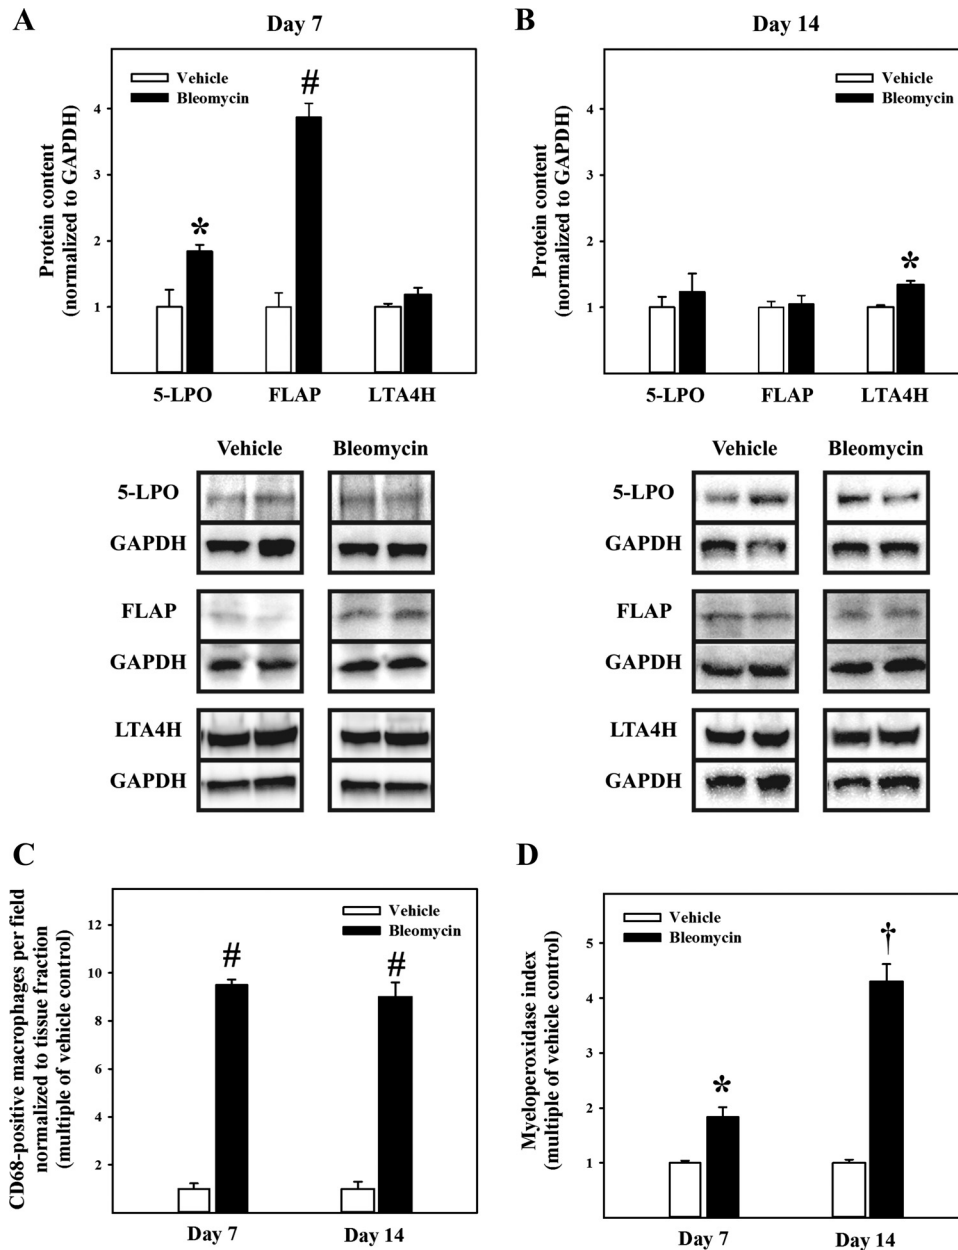 A
Day 7
Protein content
(normalized to GAPDH)
Vehicle
Bleomycin
#
*
4
3
2
1
5-LPO FLAP LTA4H
Vehicle Bleomycin
5-LPO
GAPDH
FLAP
GAPDH
LTA4H
GAPDH
B
Day 14
Protein content
(normalized to GAPDH)
Vehicle
Bleomycin
*
4
3
2
1
5-LPO FLAP LTA4H
Vehicle Bleomycin
5-LPO
GAPDH
FLAP
GAPDH
LTA4H
GAPDH
C
CD68-positive macrophages per field
normalized to tissue fraction
(multiple of vehicle control)
Vehicle
Bleomycin
# #
12
10
8
6
4
2
Day 7 Day 14
D
Myeloperoxidase index
(multiple of vehicle control)
Vehicle
Bleomycin
†
*
5
4
3
2
1
Day 7 Day 14